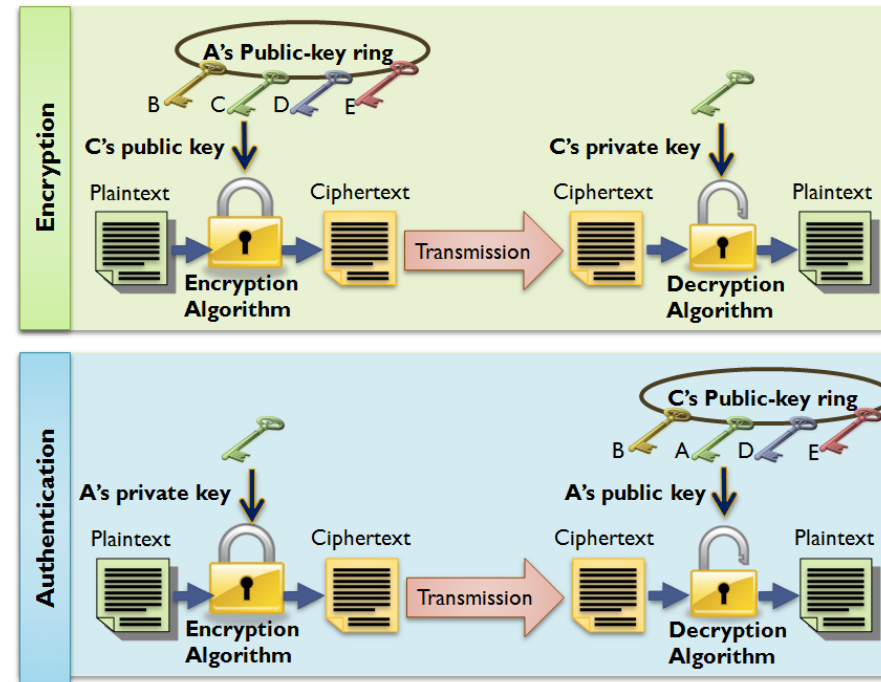 Encryption
A's Public-key ring
B C D E
C's public key
C's private key
Plaintext
Ciphertext
Ciphertext
Plaintext
Transmission
Encryption
Algorithm
Decryption
Algorithm
Authentication
C's Public-key ring
B A D E
A's private key
A's public key
Plaintext
Ciphertext
Ciphertext
Plaintext
Transmission
Encryption
Algorithm
Decryption
Algorithm